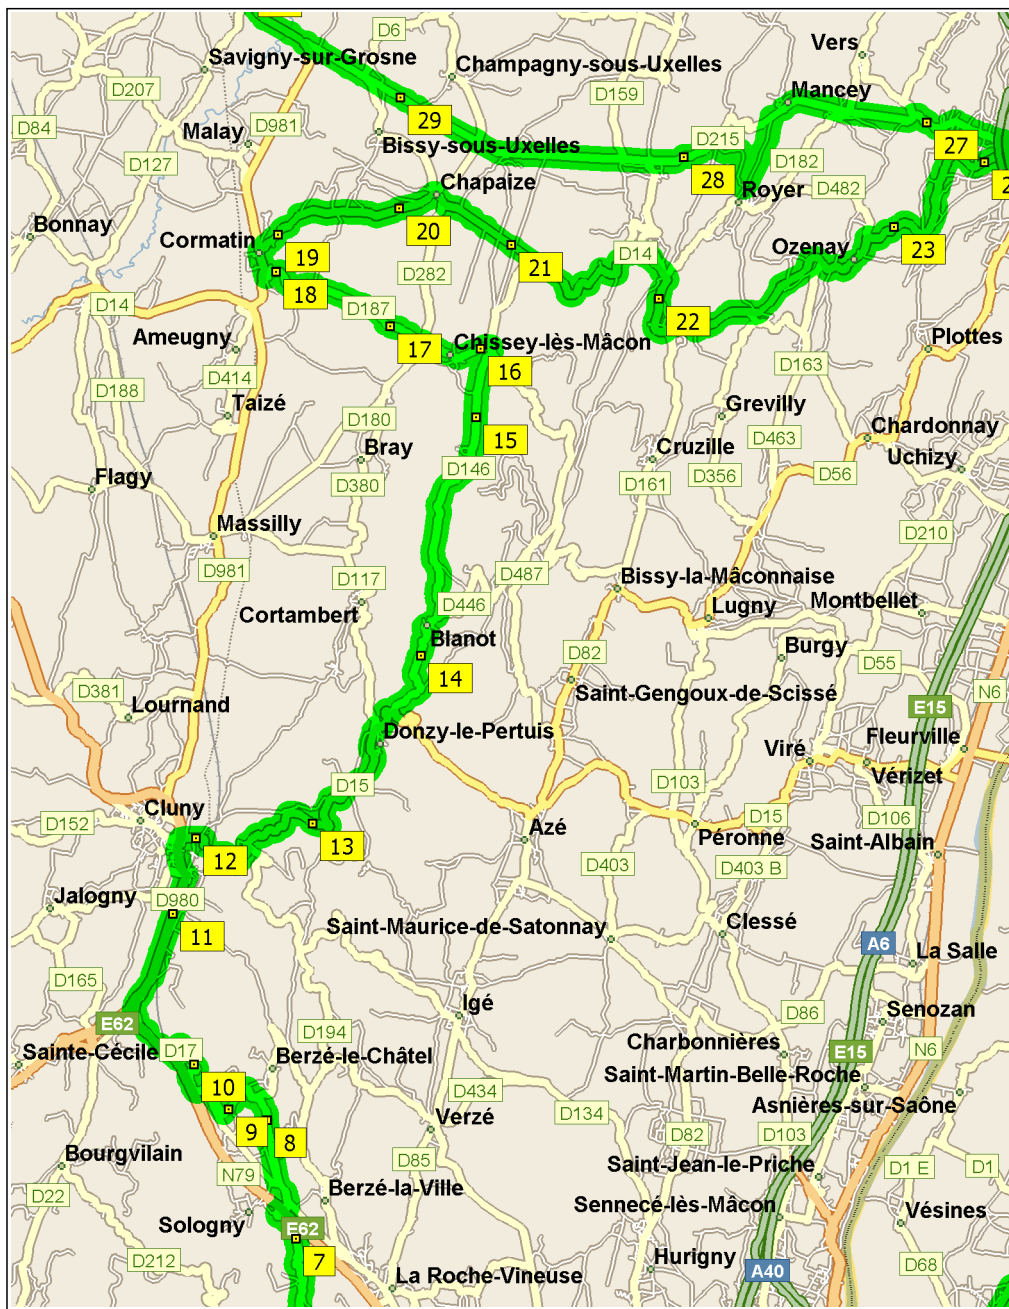 D6
Vers
Savigny-sur-Grosne
Champagny-sous-Uxelles
D207
D159
Mancey
29
D84
D981
Malay
D215
27
Bissy-sous-Uxelles
D127
D182
28
Chapaize
Royer
D482
Bonnay
20
Cormatin
Ozenay
23
19
21
D14
D282
18
D14
D187
22
Ameugny
17
Chissey-lès-Mâcon
Plottes
16
D163
D414
D188
Taizé
Grevilly
D180
Chardonnay
15
D463
Bray
Cruzille
Uchizy
D146
D56
Flagy
D380
D161
D356
Massilly
D210
D981
D487
D117
Bissy-la-Mâconnaise
D446
Lugny
Montbellet
Cortambert
Blanot
Burgy
D82
D55
14
D381
Saint-Gengoux-de-Scissé
N6
Lournand
E15
Donzy-le-Pertuis
Fleurville
Viré
Vérizet
D15
D103
Cluny
D15
D106
D152
Azé
Péronne
13
Saint-Albain
12
D403
D403 B
Jalogny
D980
Saint-Maurice-de-Satonnay
Clessé
11
A6
La Salle
D165
Igé
D86
Senozan
E62
D194
Charbonnières
Sainte-Cécile
D17
Berzé-le-Châtel
E15
N6
Saint-Martin-Belle-Roche
10
D434
Asnières-sur-Saône
D134
Verzé
9
8
D82
D103
Bourgvilain
D85
Saint-Jean-le-Priche
D1 E
D1
N79
Berzé-la-Ville
D22
Sennecé-lès-Mâcon
Vésines
Sologny
E62
D212
7
Hurigny
D68
La Roche-Vineuse
A40